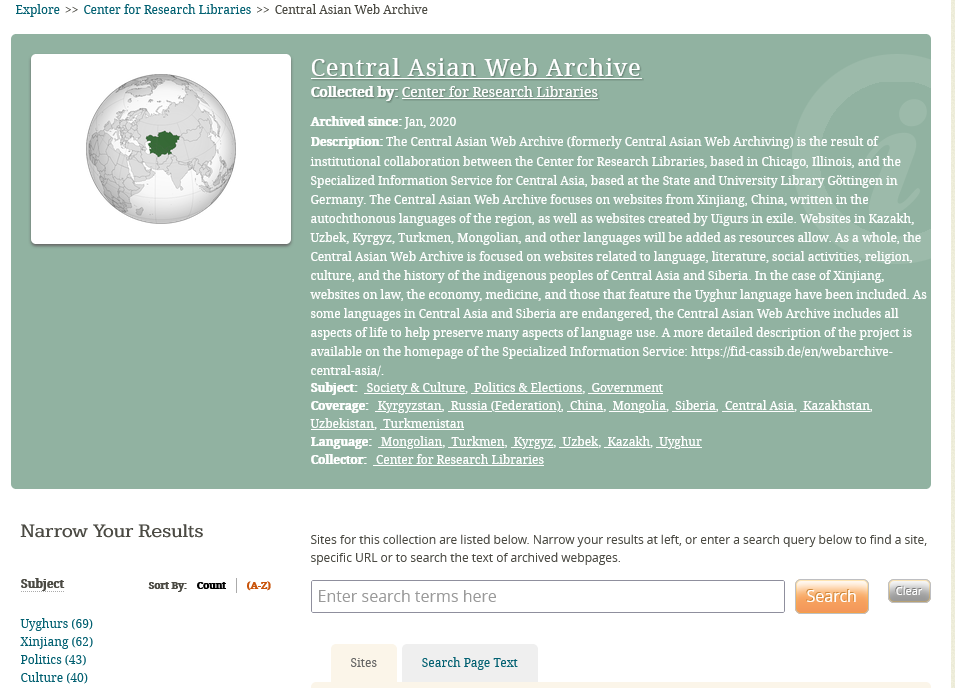 Explore >> Center for Research Libraries >> Central Asian Web Archive
Central Asian Web Archive
Collected by: Center for Research Libraries
Archived since: Jan, 2020
Description: The Central Asian Web Archive (formerly Central Asian Web Archiving) is the result of
institutional collaboration between the Center for Research Libraries, based in Chicago, Illinois, and the
Specialized Information Service for Central Asia, based at the State and University Library Göttingen in
Germany. The Central Asian Web Archive focuses on websites from Xinjiang, China, written in the
autochthonous languages of the region, as well as websites created by Uigurs in exile. Websites in Kazakh,
Uzbek, Kyrgyz, Turkmen, Mongolian, and other languages will be added as resources allow. As a whole, the
Central Asian Web Archive is focused on websites related to language, literature, social activities, religion,
culture, and the history of the indigenous peoples of Central Asia and Siberia. In the case of Xinjiang,
websites on law, the economy, medicine, and those that feature the Uyghur language have been included. As
some languages in Central Asia and Siberia are endangered, the Central Asian Web Archive includes all
aspects of life to help preserve many aspects of language use. A more detailed description of the project is
available on the homepage of the Specialized Information Service: https://fid-cassib.de/en/webarchive-
central-asia/.
Subject: Society & Culture, Politics & Elections, Government
Coverage: Kyrgyzstan, Russia (Federation), China, Mongolia, Siberia, Central Asia, Kazakhstan,
Uzbekistan, Turkmenistan
Language: Mongolian, Turkmen, Kyrgyz, Uzbek, Kazakh, Uyghur
Collector: Center for Research Libraries
Narrow Your Results
Subject Sort By: Count (A-Z)
Uyghurs (69)
Xinjiang (62)
Politics (43)
Culture (40)
Sites for this collection are listed below. Narrow your results at left, or enter a search query below to find a site,
specific URL or to search the text of archived webpages.
Enter search terms here Search Clear
Sites Search Page Text